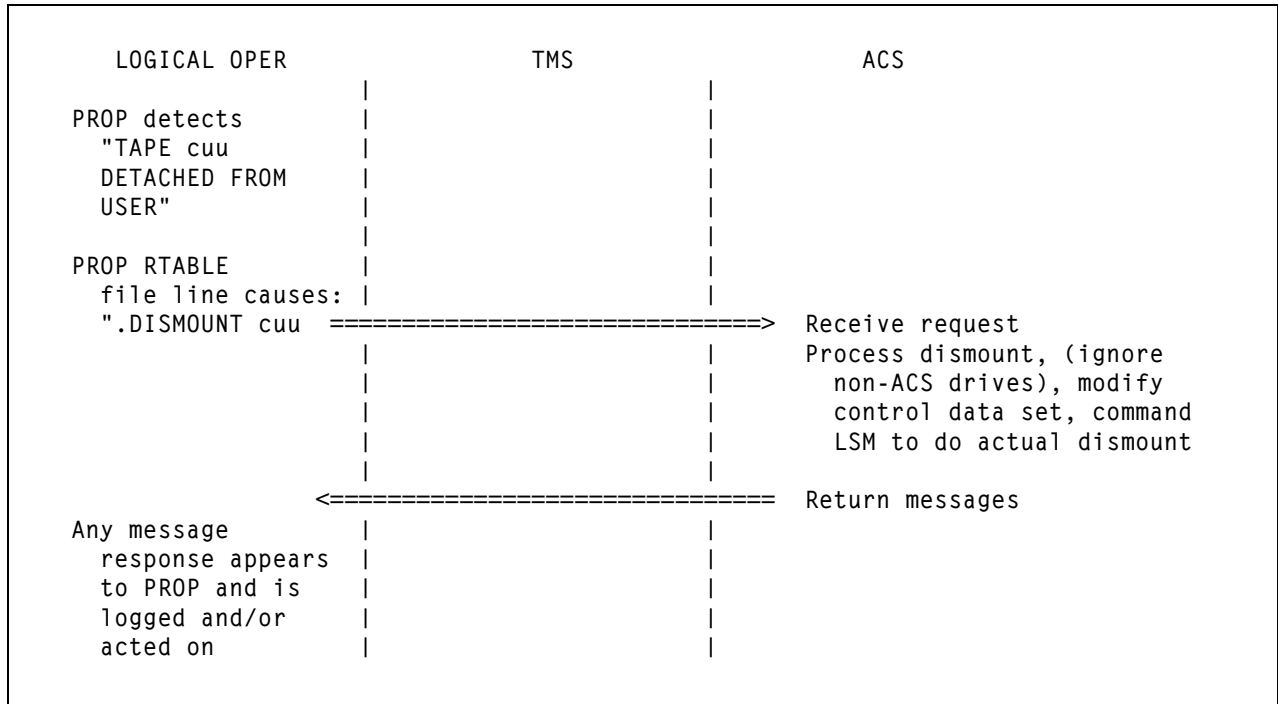 LOGICAL OPER TMS ACS
PROP detects
"TAPE cuu
DETACHED FROM
USER"
PROP RTABLE
file line causes:
".DISMOUNT cuu ==============================> Receive request
Process dismount, (ignore
non-ACS drives), modify
control data set, command
LSM to do actual dismount
<=============================== Return messages
Any message
response appears
to PROP and is
logged and/or
acted on